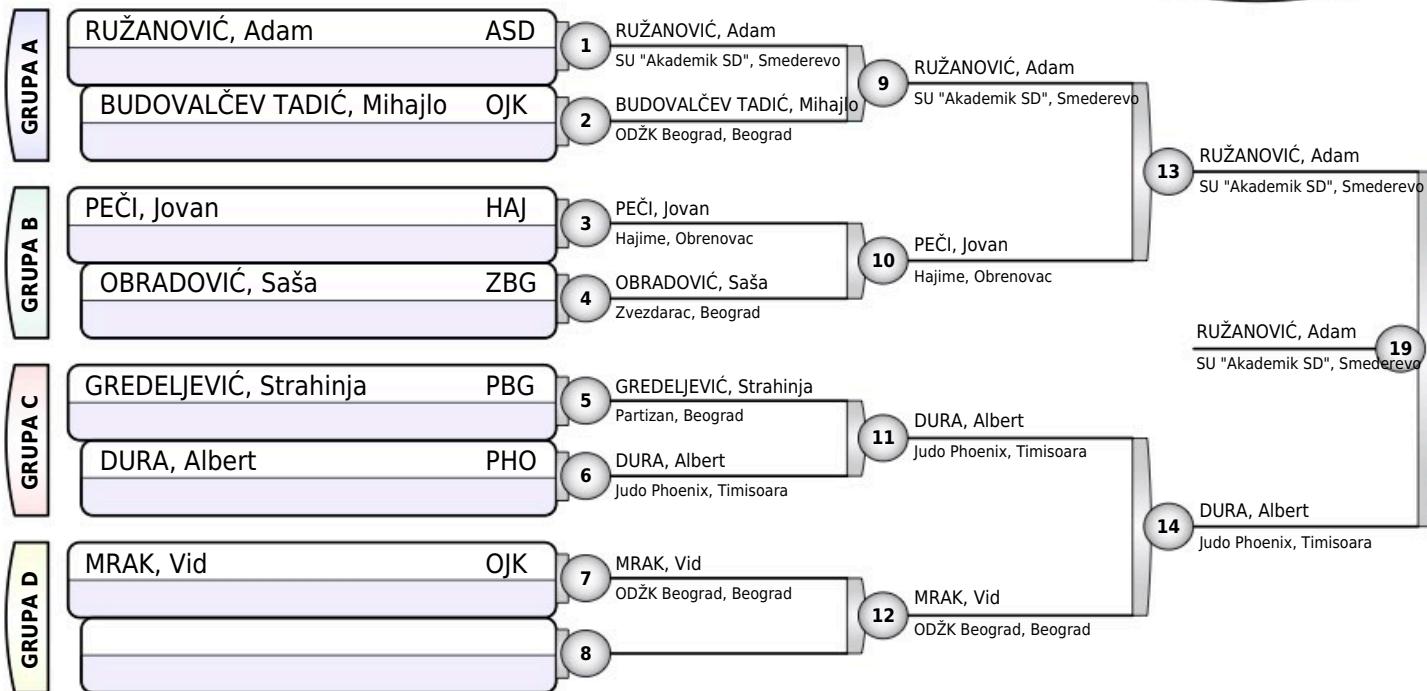 GRUPA A
RUŽANOVIĆ, Adam ASD
BUDOVALČEV TADIĆ, Mihajlo OJK
1
RUŽANOVIĆ, Adam
SU "Akademik SD", Smederevo
2
BUDOVALČEV TADIĆ, Mihajlo
ODŽK Beograd, Beograd
9
RUŽANOVIĆ, Adam
SU "Akademik SD", Smederevo
GRUPA B
PEČI, Jovan HAJ
OBRADOVIĆ, Saša ZBG
3
PEČI, Jovan
Hajime, Obrenovac
4
OBRADOVIĆ, Saša
Zvezdarac, Beograd
10
PEČI, Jovan
Hajime, Obrenovac
13
RUŽANOVIĆ, Adam
SU "Akademik SD", Smederevo
GRUPA C
GREDELJEVIĆ, Strahinja PBG
DURA, Albert PHO
5
GREDELJEVIĆ, Strahinja
Partizan, Beograd
6
DURA, Albert
Judo Phoenix, Timisoara
11
DURA, Albert
Judo Phoenix, Timisoara
GRUPA D
MRAK, Vid OJK
7
MRAK, Vid
ODŽK Beograd, Beograd
8
12
MRAK, Vid
ODŽK Beograd, Beograd
14
DURA, Albert
Judo Phoenix, Timisoara
RUŽANOVIĆ, Adam
SU "Akademik SD", Smederevo
19